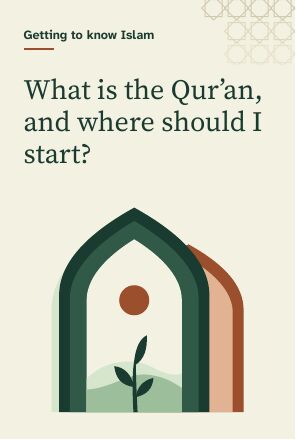 Getting to know Islam
What is the Qur’an,
and where should I
start?